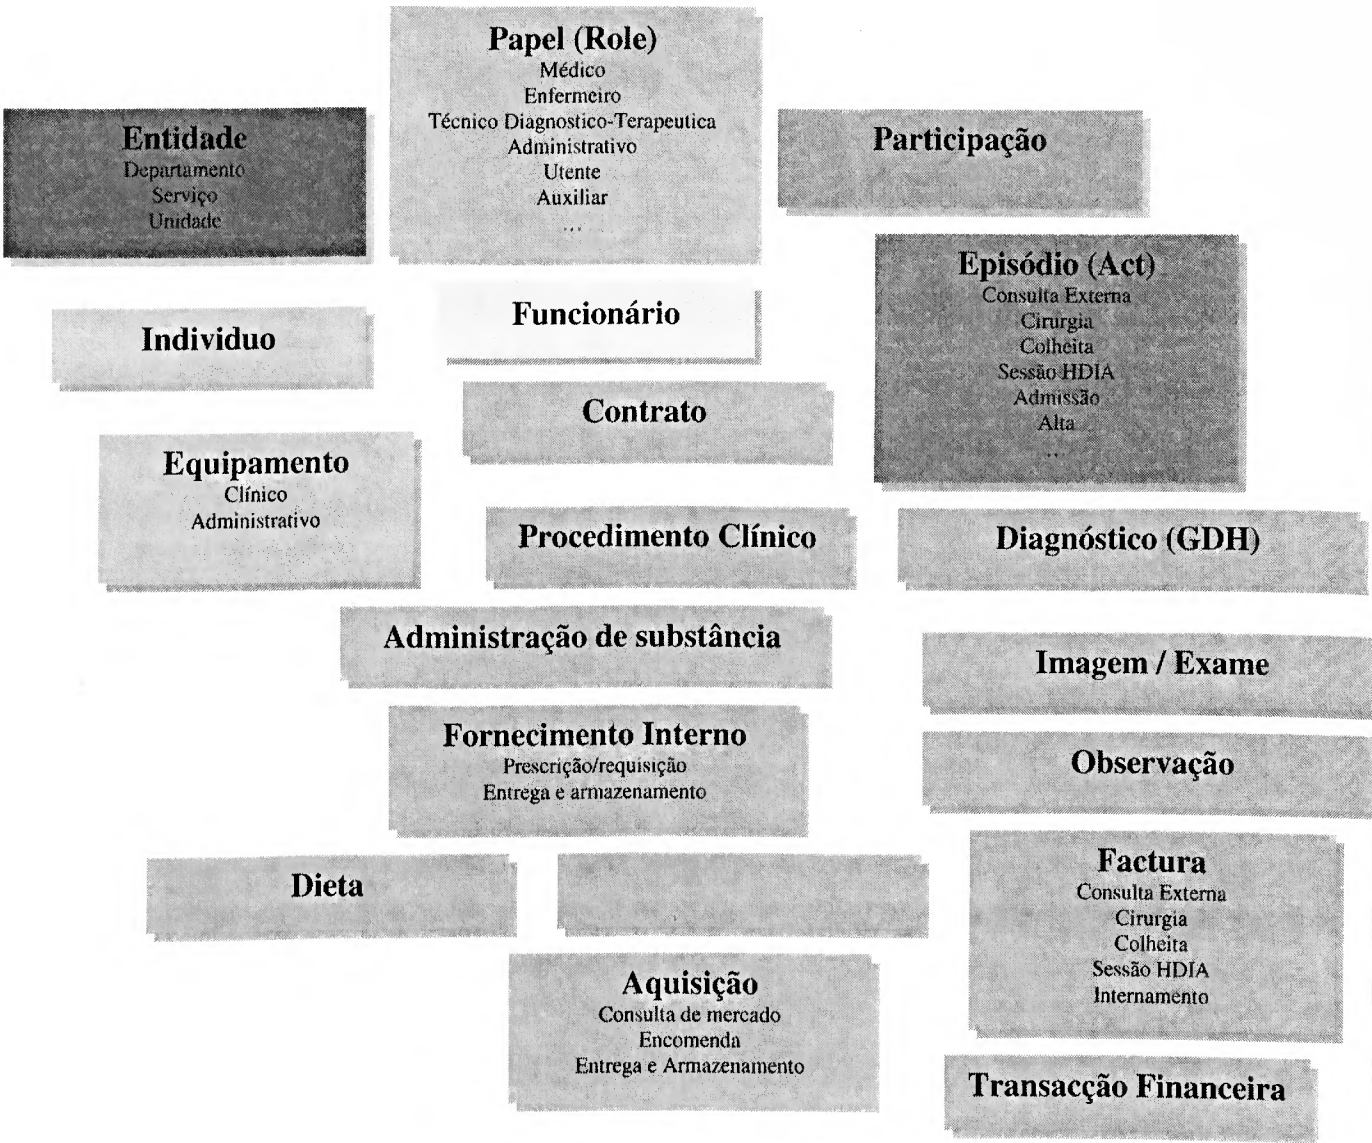 Papel (Role)
Médico
Enfermeiro
Técnico Diagnostico-Terapeutica
Administrativo
Utente
Auxiliar
...
Entidade
Departamento
Serviço
Unidade
Participação
Episódio (Act)
Consulta Externa
Cirurgia
Colheita
Sessão HDIA
Admissão
Alta
...
Individuo
Funcionário
Contrato
Equipamento
Clínico
Administrativo
Procedimento Clínico
Diagnóstico (GDH)
Administração de substância
Imagem / Exame
Fornecimento Interno
Prescrição/requisição
Entrega e armazenamento
Observação
Dieta
Factura
Consulta Externa
Cirurgia
Colheita
Sessão HDIA
Internamento
Aquisição
Consulta de mercado
Encomenda
Entrega e Armazenamento
Transacção Financeira